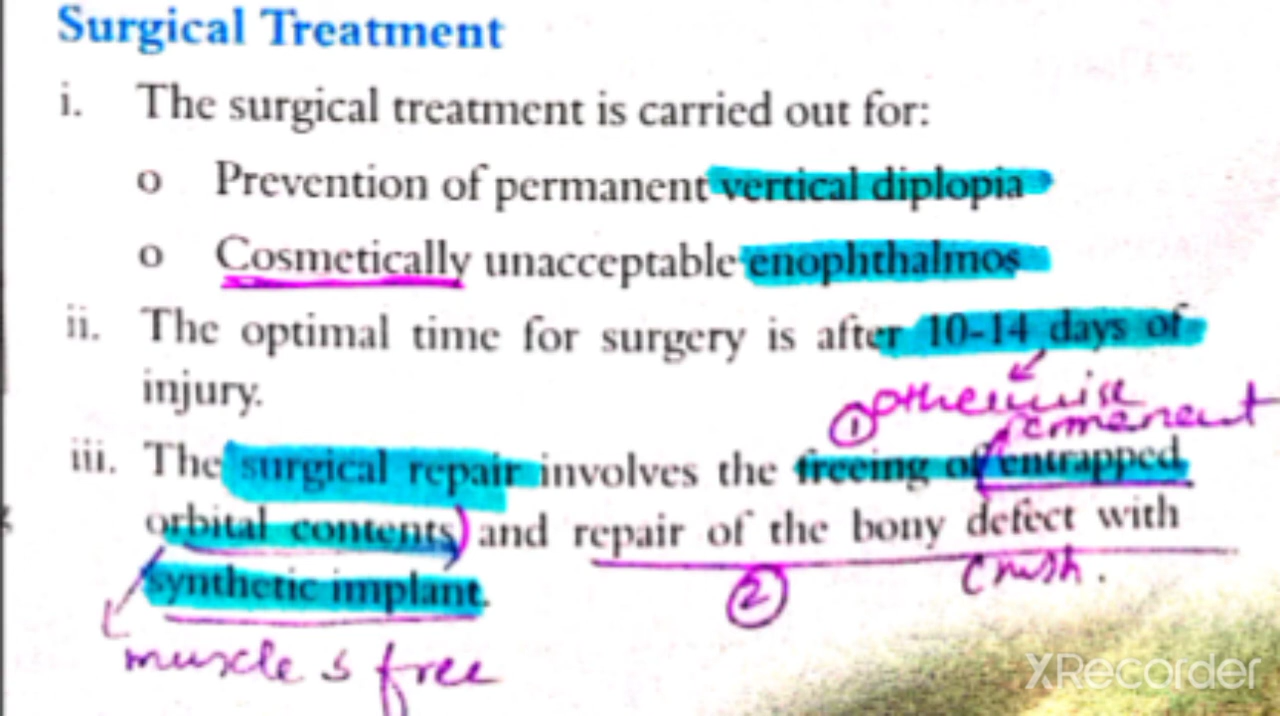 Surgical Treatment
i. The surgical treatment is carried out for:
o Prevention of permanent vertical diplopia
o Cosmetically unacceptable enophthalmos
ii. The optimal time for surgery is after 10-14 days of
injury.
① otherwise
permanent
iii. The surgical repair involves the freeing of entrapped
orbital contents) and repair of the bony defect with
crush.
synthetic implant.
②
muscle s free
XRecorder